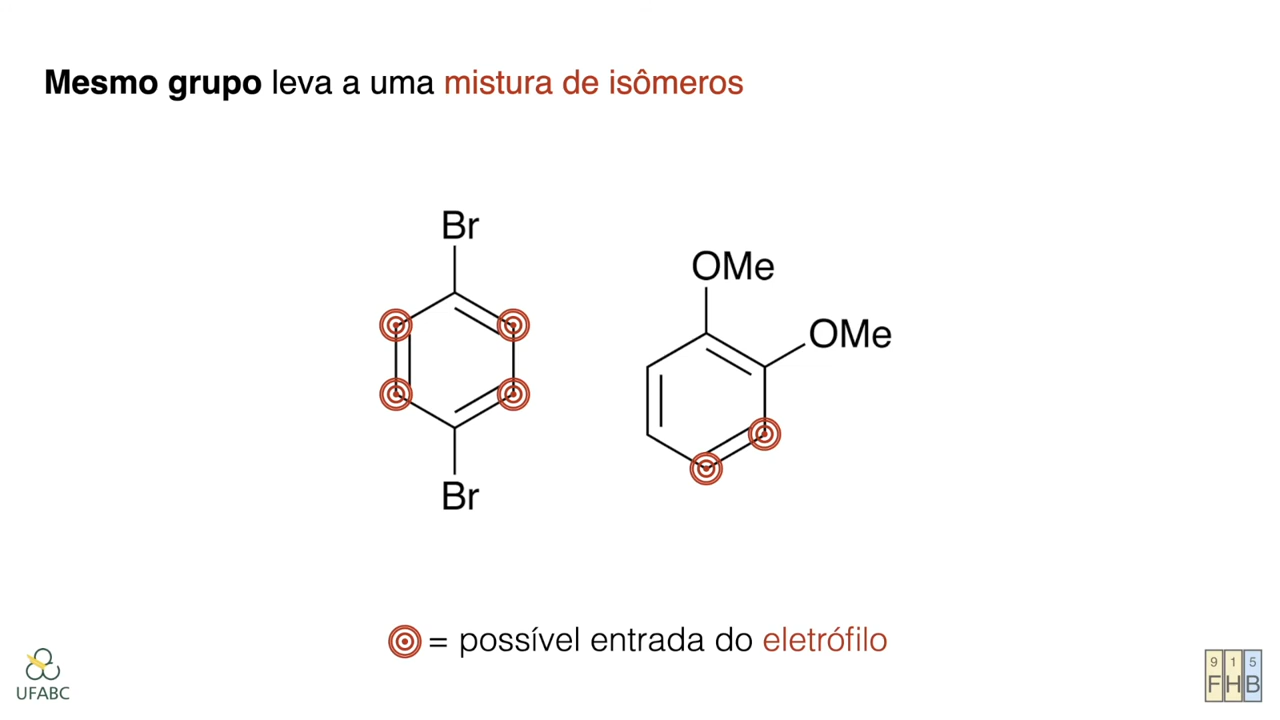 Mesmo grupo leva a uma mistura de isômeros
Br
OMe
OMe
Br
= possível entrada do eletrófilo
UFABC
9 1 5
F H B